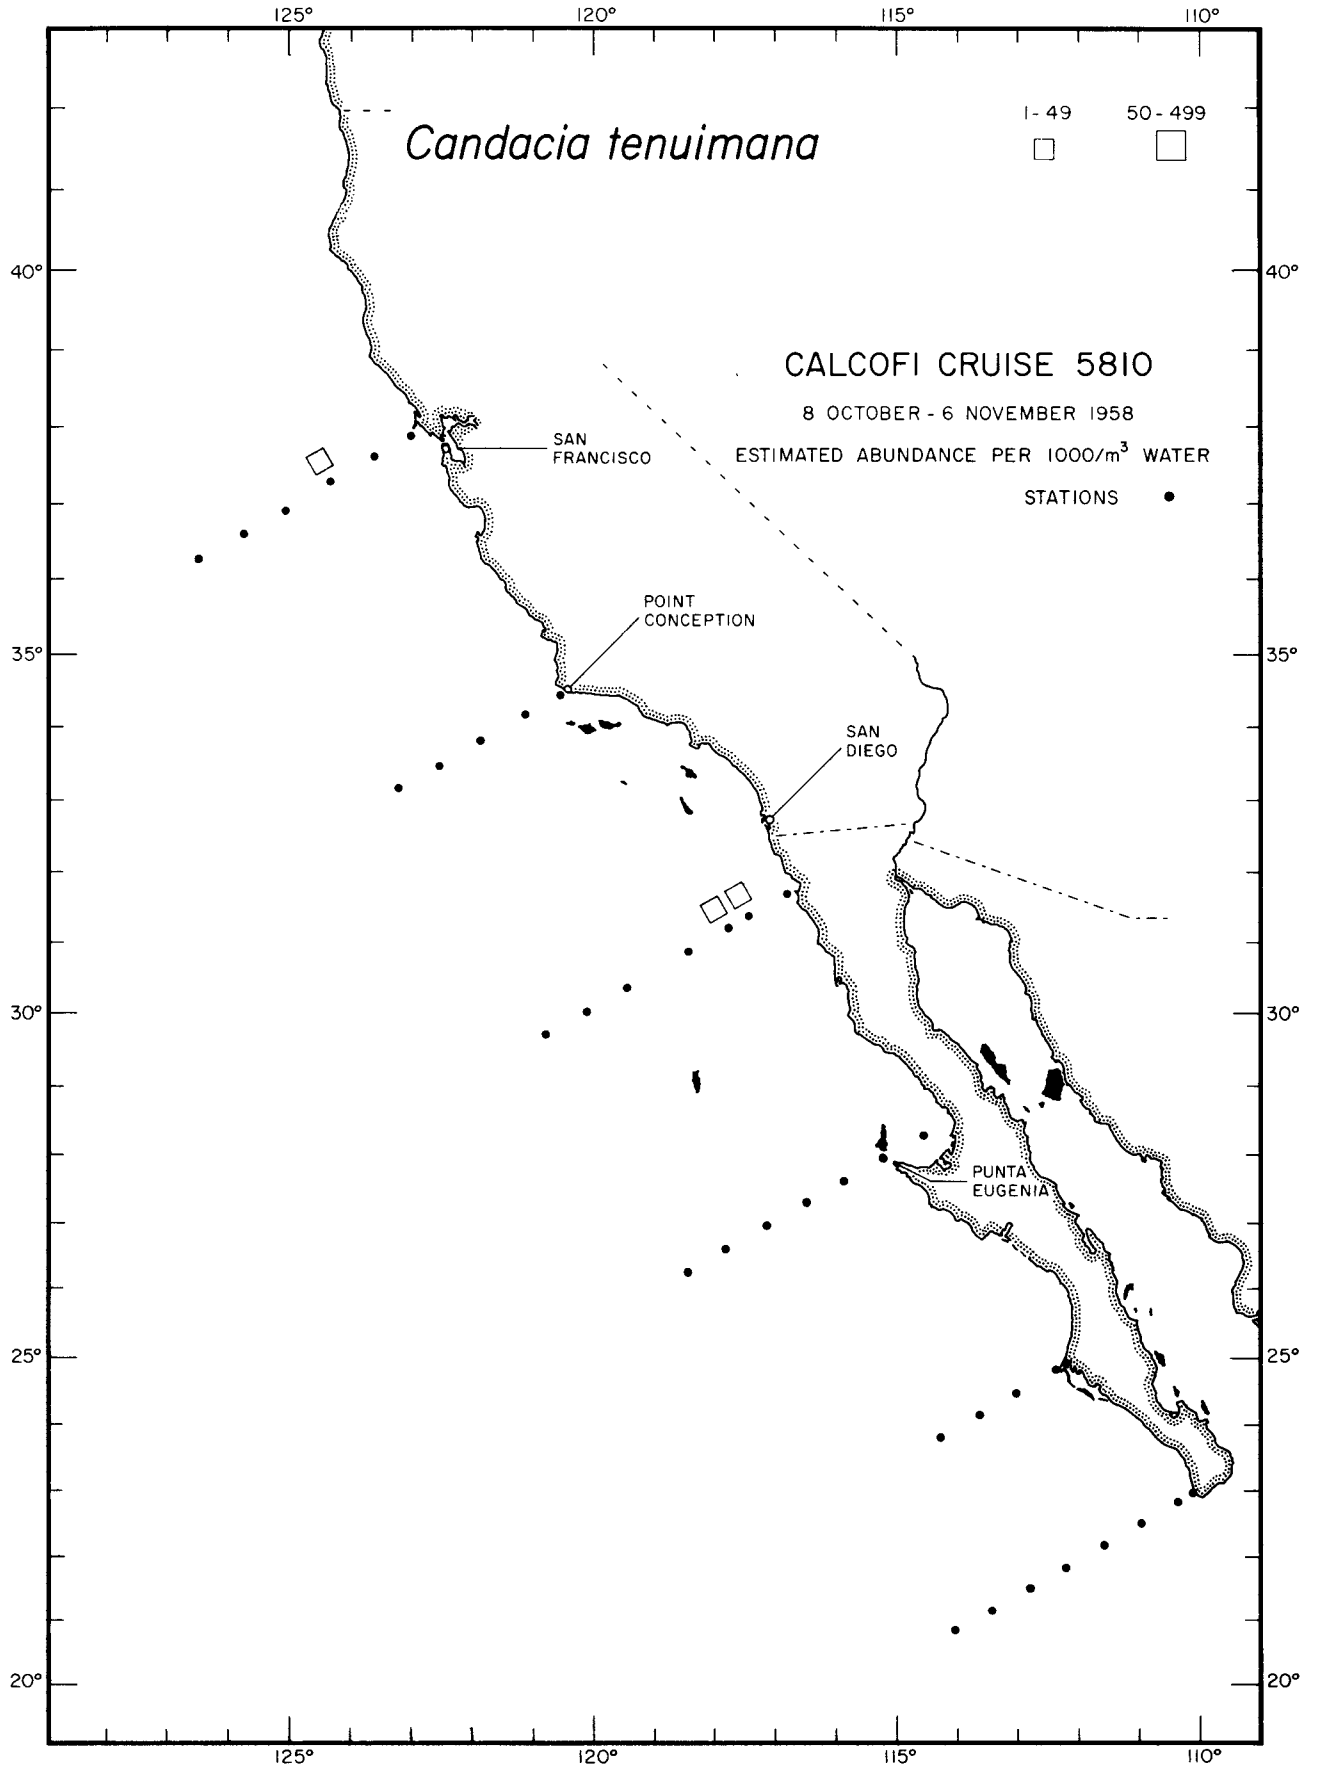 125° 120° 115° 110°
Candacia tenuimana
1-49 50-499
40° 40°
CALCOFI CRUISE 5810
8 OCTOBER - 6 NOVEMBER 1958
ESTIMATED ABUNDANCE PER 1000/m³ WATER
STATIONS
SAN
FRANCISCO
POINT
CONCEPTION
35° 35°
SAN
DIEGO
30° 30°
PUNTA
EUGENIA
25° 25°
20° 20°
125° 120° 115° 110°